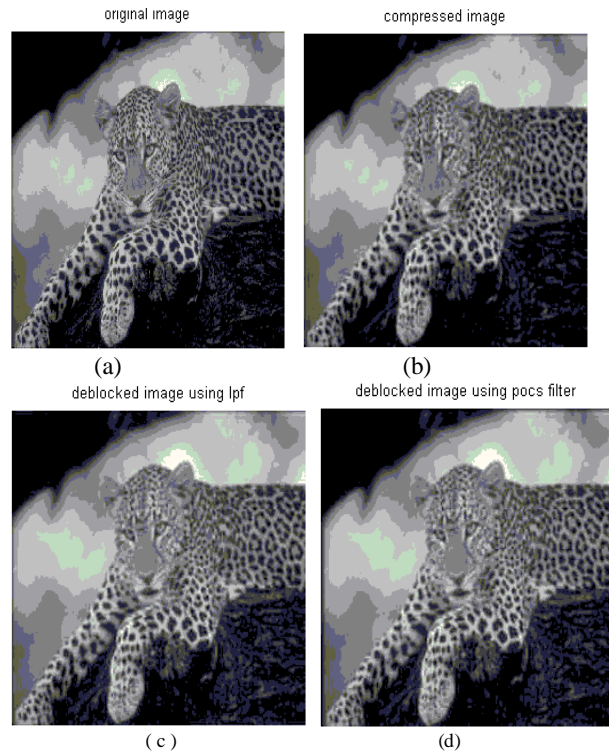 original image
compressed image
(a)
(b)
deblocked image using lpf
deblocked image using pocs filter
( c )
(d)